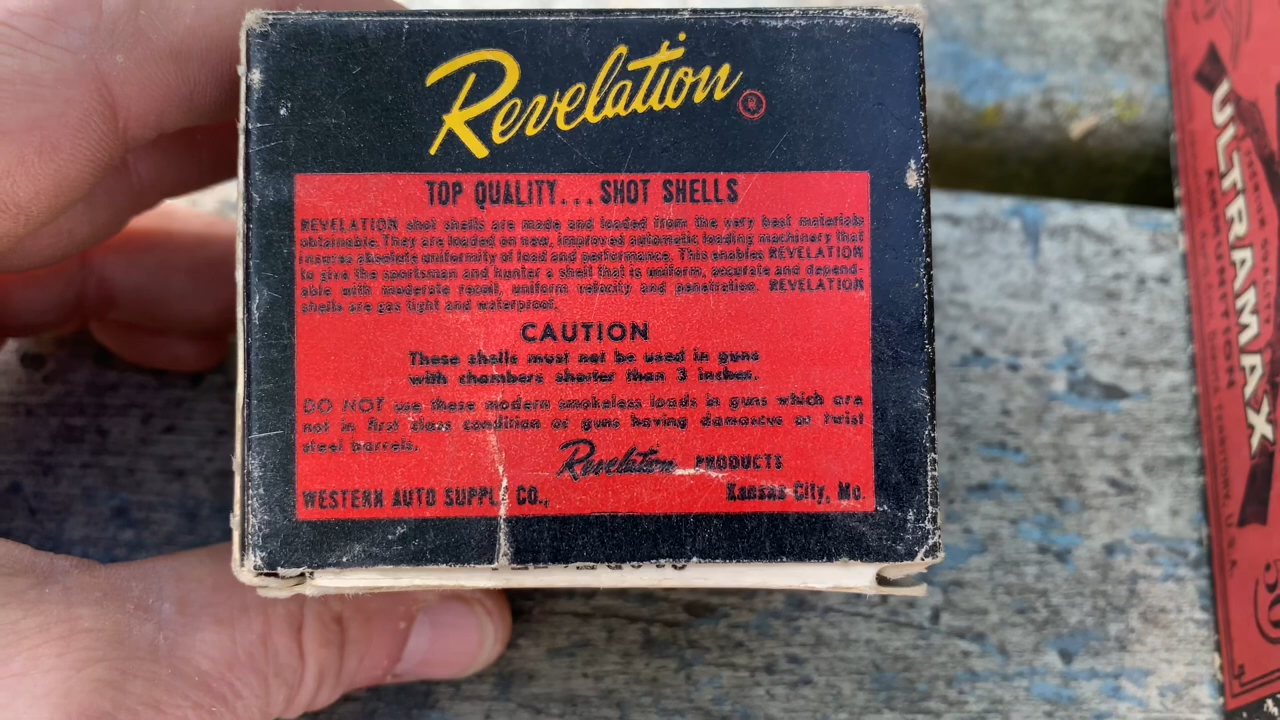 Revelation®
TOP QUALITY... SHOT SHELLS
REVELATION shot shells are made and loaded from the very best materials
obtainable. They are loaded on new, improved automatic loading machinery that
insures absolute uniformity of load and performance. This enables REVELATION
to give the sportsman and hunter a shell that is uniform, accurate and depend-
able with moderate recoil, uniform velocity and penetration. REVELATION
shells are gas tight and waterproof.
CAUTION
These shells must not be used in guns
with chambers shorter than 3 inches.
DO NOT use these modern smokeless loads in guns which are
not in first class condition or guns having damascus or twist
steel barrels.
Revelation PRODUCTS
WESTERN AUTO SUPPLY CO., Kansas City, Mo.
ULTRAMAX
AMMUNITION
U.S.A.
50